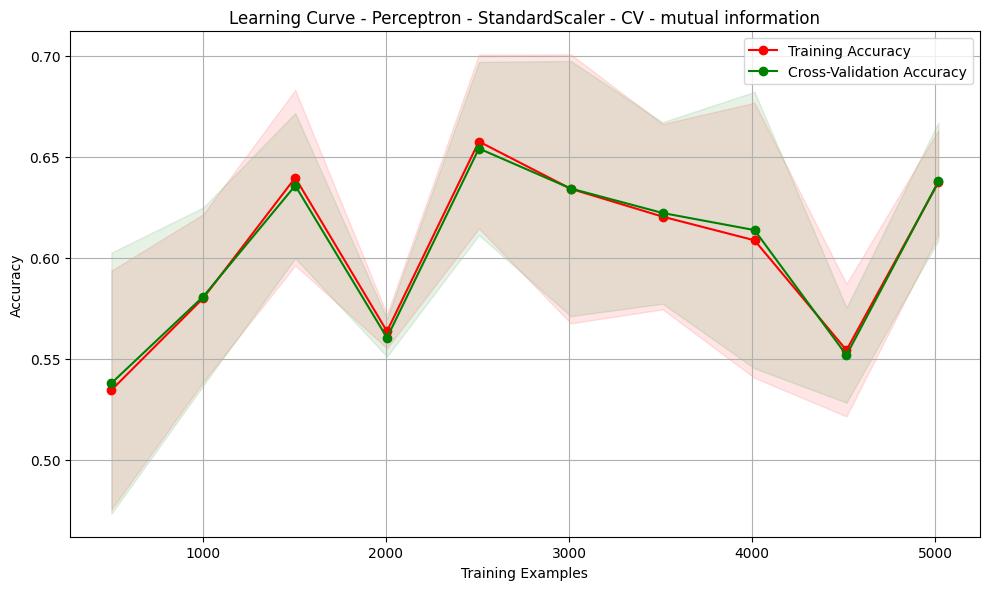 Learning Curve - Perceptron - StandardScaler - CV - mutual information
Training Accuracy
Cross-Validation Accuracy
0.70
0.65
0.60
0.55
0.50
Accuracy
1000 2000 3000 4000 5000
Training Examples